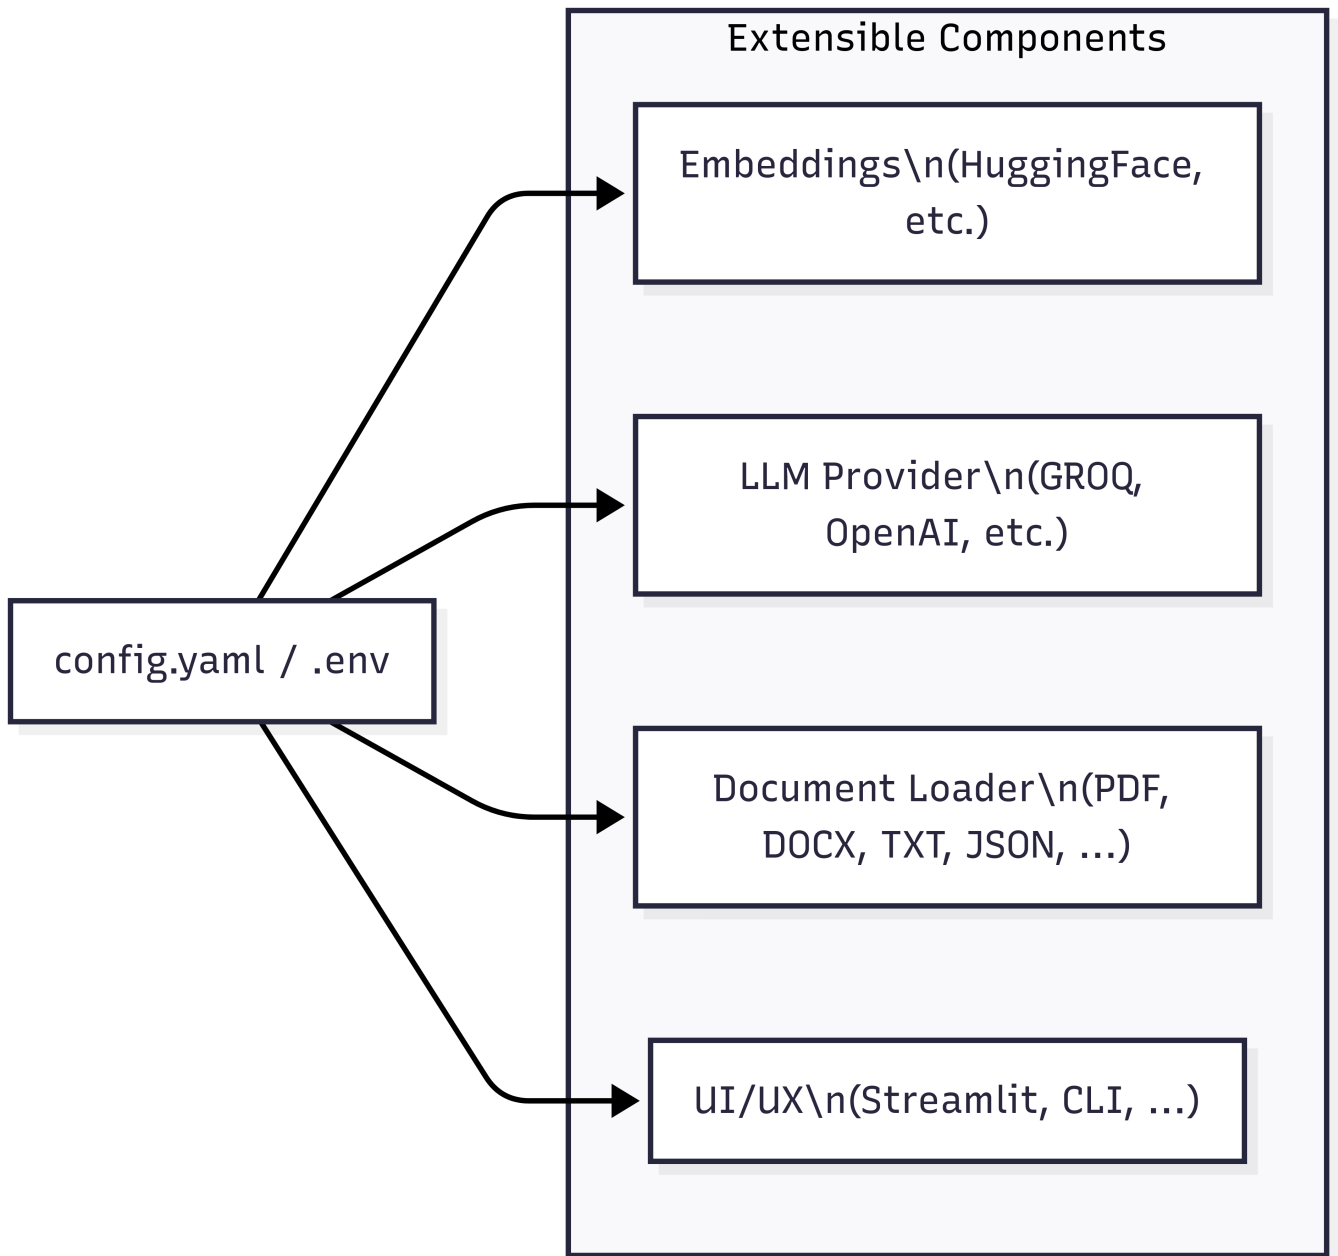 Extensible Components
Embeddings\n(HuggingFace,
etc.)
LLM Provider\n(GROQ,
OpenAI, etc.)
config.yaml / .env
Document Loader\n(PDF,
DOCX, TXT, JSON, ...)
UI/UX\n(Streamlit, CLI, ...)